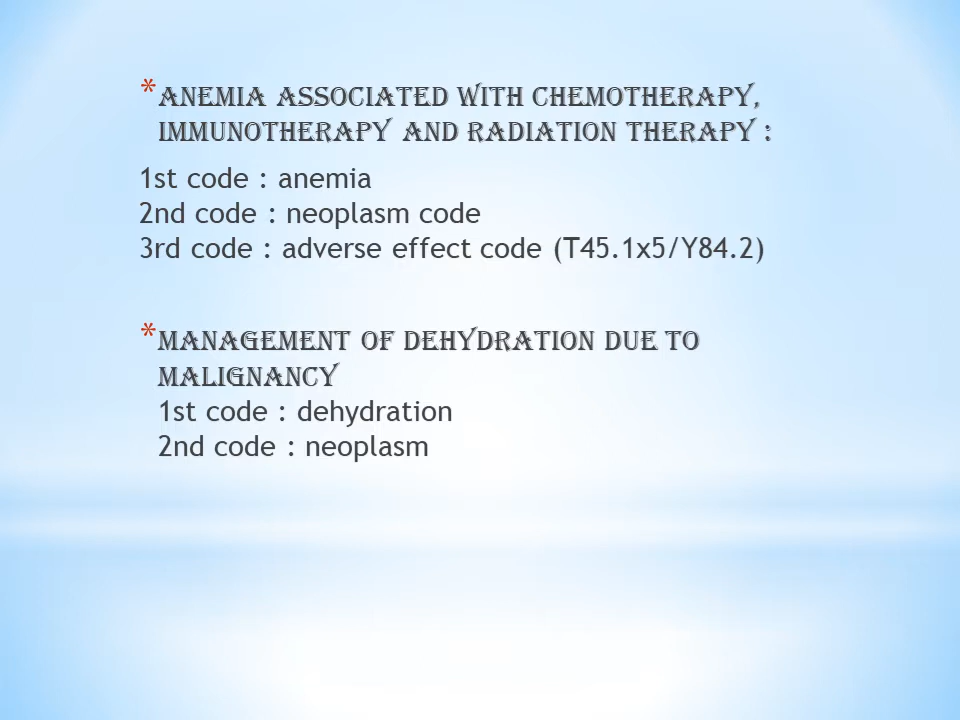 * ANEMIA ASSOCIATED WITH CHEMOTHERAPY,
IMMUNOTHERAPY AND RADIATION THERAPY :
1st code : anemia
2nd code : neoplasm code
3rd code : adverse effect code (T45.1x5/Y84.2)
* MANAGEMENT OF DEHYDRATION DUE TO
MALIGNANCY
1st code : dehydration
2nd code : neoplasm